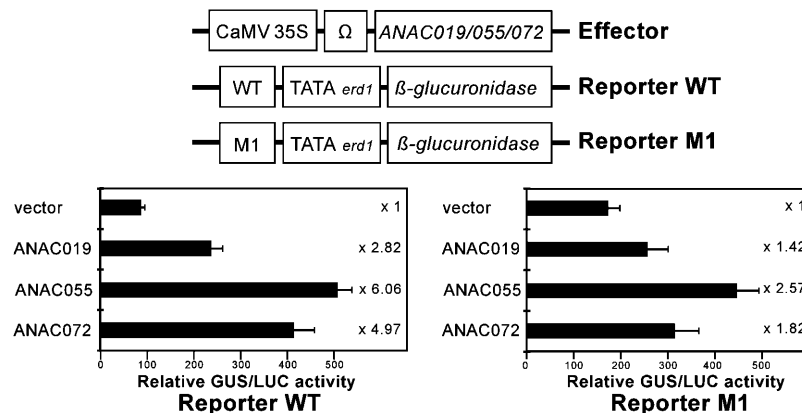 CaMV 35S Ω ANAC019/055/072 Effector
WT TATA erd1 ß-glucuronidase Reporter WT
M1 TATA erd1 ß-glucuronidase Reporter M1
vector x 1
ANAC019 x 2.82
ANAC055 x 6.06
ANAC072 x 4.97
0 100 200 300 400 500
Relative GUS/LUC activity
Reporter WT
vector x 1
ANAC019 x 1.42
ANAC055 x 2.57
ANAC072 x 1.82
0 100 200 300 400 500
Relative GUS/LUC activity
Reporter M1